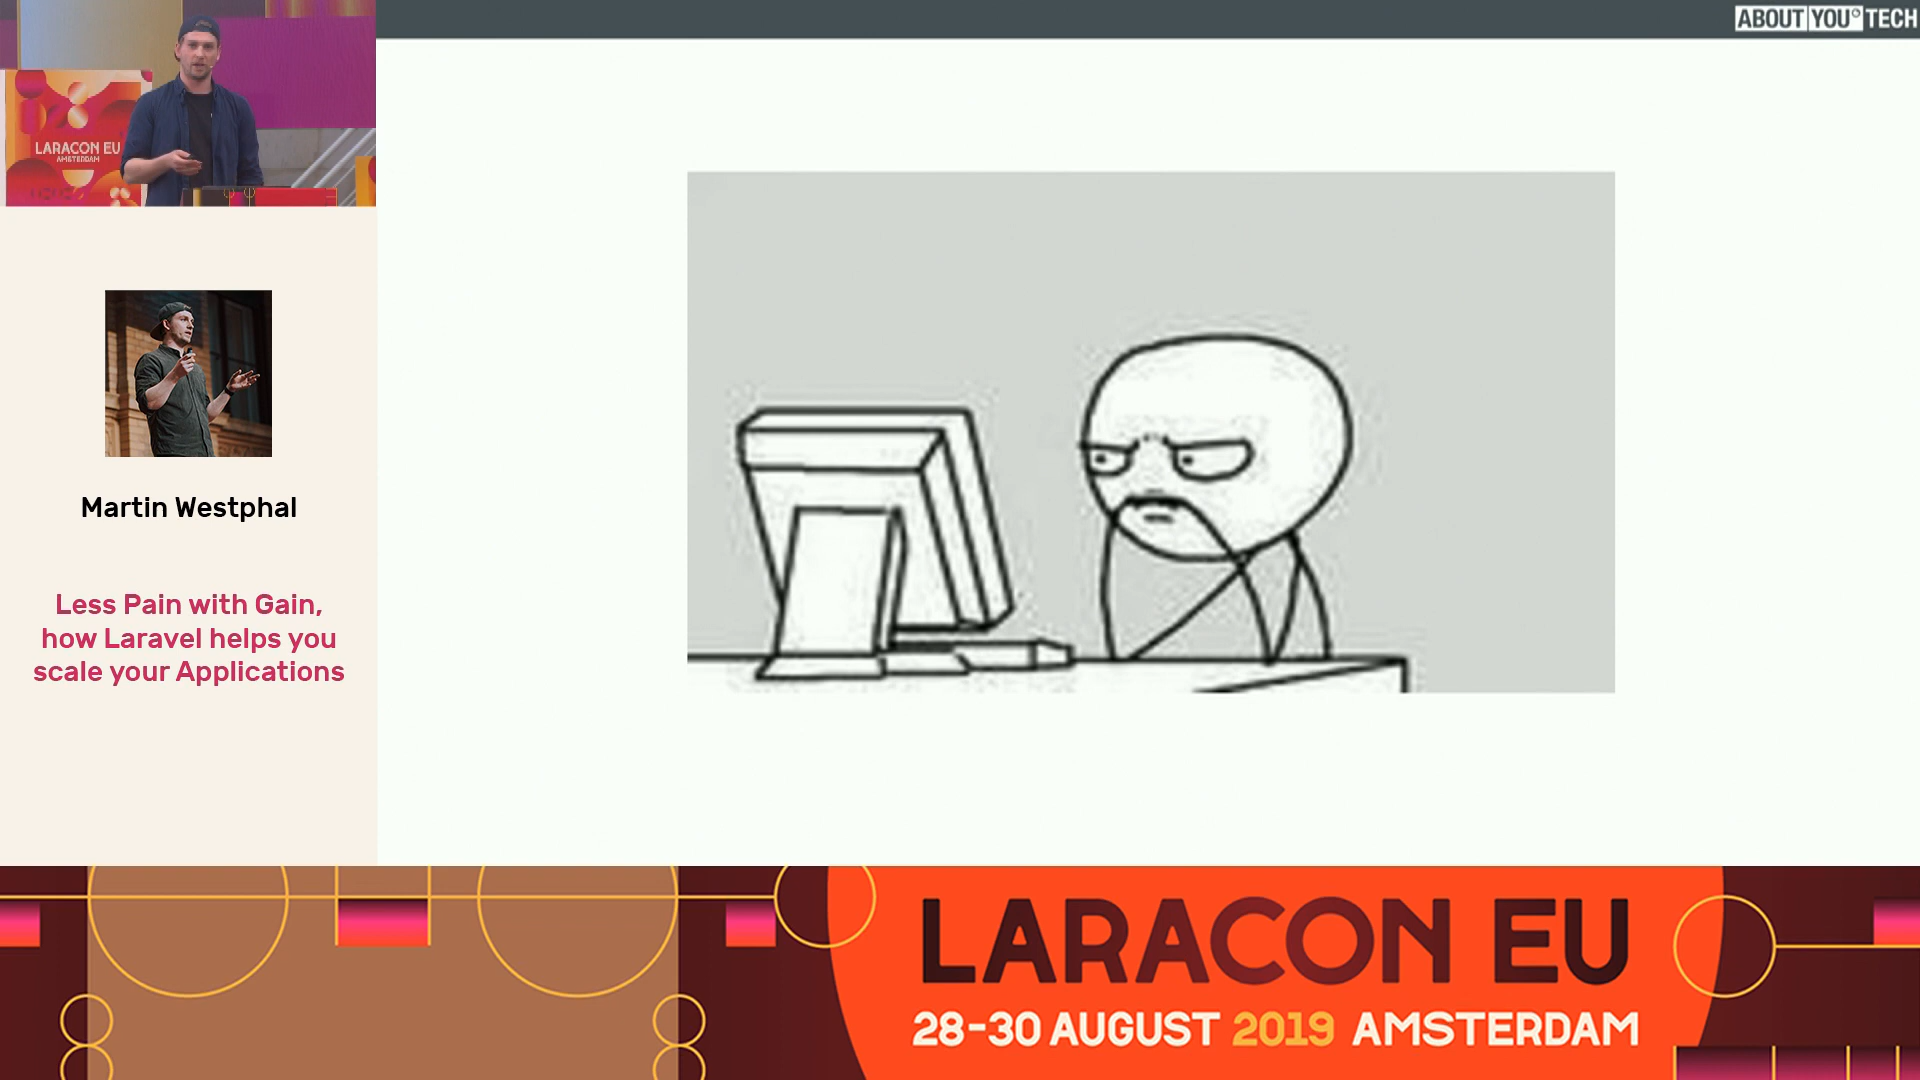 ABOUT YOU° TECH
LARACON EU
AMSTERDAM
Martin Westphal
Less Pain with Gain,
how Laravel helps you
scale your Applications
LARACON EU
28-30 AUGUST 2019 AMSTERDAM